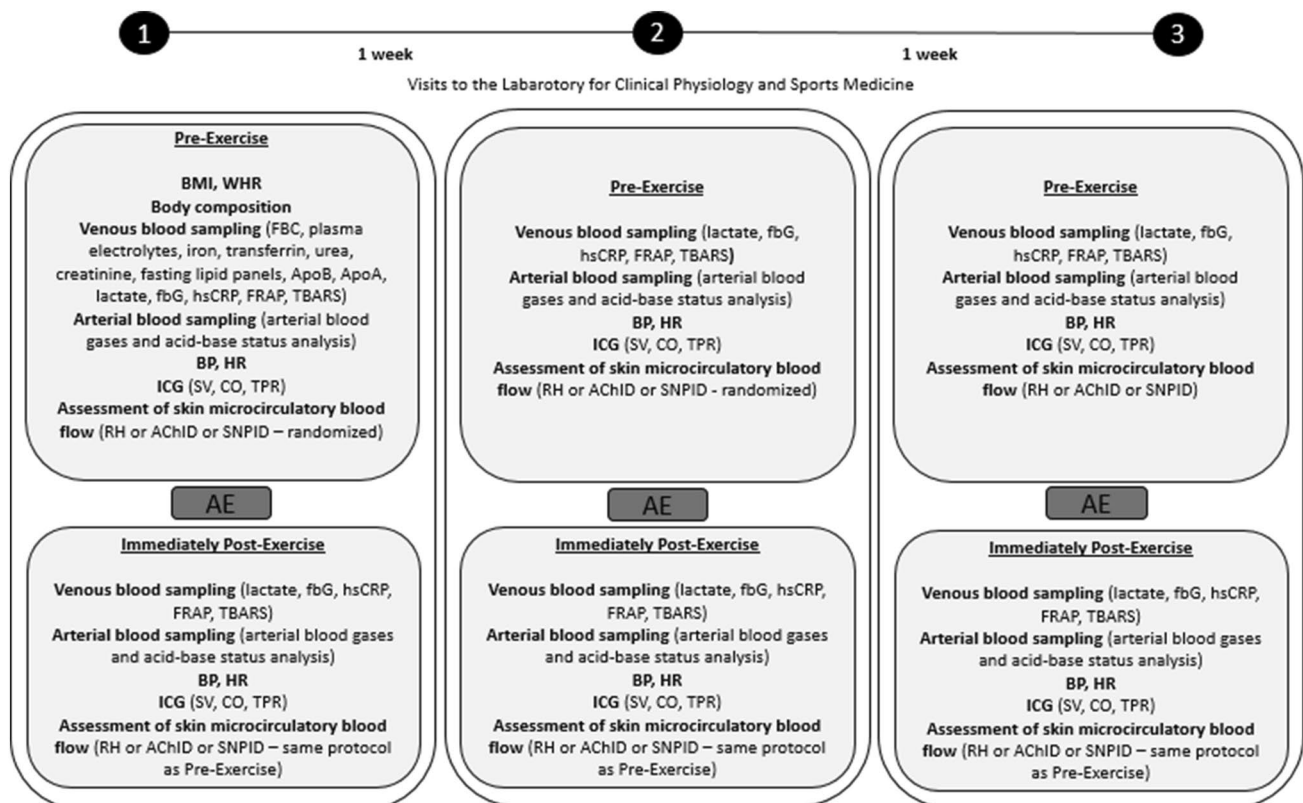 1
2
3
1 week
1 week
Visits to the Labarotory for Clinical Physiology and Sports Medicine
Pre-Exercise
BMI, WHR
Body composition
Venous blood sampling (FBC, plasma
electrolytes, iron, transferrin, urea,
creatinine, fasting lipid panels, ApoB, ApoA,
lactate, fbG, hsCRP, FRAP, TBARS)
Arterial blood sampling (arterial blood
gases and acid-base status analysis)
BP, HR
ICG (SV, CO, TPR)
Assessment of skin microcirculatory blood
flow (RH or AChID or SNPID – randomized)
AE
Immediately Post-Exercise
Venous blood sampling (lactate, fbG, hsCRP,
FRAP, TBARS)
Arterial blood sampling (arterial blood gases
and acid-base status analysis)
BP, HR
ICG (SV, CO, TPR)
Assessment of skin microcirculatory blood
flow (RH or AChID or SNPID – same protocol
as Pre-Exercise)
Pre-Exercise
Venous blood sampling (lactate, fbG,
hsCRP, FRAP, TBARS)
Arterial blood sampling (arterial blood
gases and acid-base status analysis)
BP, HR
ICG (SV, CO, TPR)
Assessment of skin microcirculatory blood
flow (RH or AChID or SNPID - randomized)
AE
Immediately Post-Exercise
Venous blood sampling (lactate, fbG, hsCRP,
FRAP, TBARS)
Arterial blood sampling (arterial blood gases
and acid-base status analysis)
BP, HR
ICG (SV, CO, TPR)
Assessment of skin microcirculatory blood
flow (RH or AChID or SNPID – same protocol
as Pre-Exercise)
Pre-Exercise
Venous blood sampling (lactate, fbG,
hsCRP, FRAP, TBARS)
Arterial blood sampling (arterial blood
gases and acid-base status analysis)
BP, HR
ICG (SV, CO, TPR)
Assessment of skin microcirculatory blood
flow (RH or AChID or SNPID)
AE
Immediately Post-Exercise
Venous blood sampling (lactate, fbG, hsCRP,
FRAP, TBARS)
Arterial blood sampling (arterial blood gases
and acid-base status analysis)
BP, HR
ICG (SV, CO, TPR)
Assessment of skin microcirculatory blood
flow (RH or AChID or SNPID – same protocol
as Pre-Exercise)